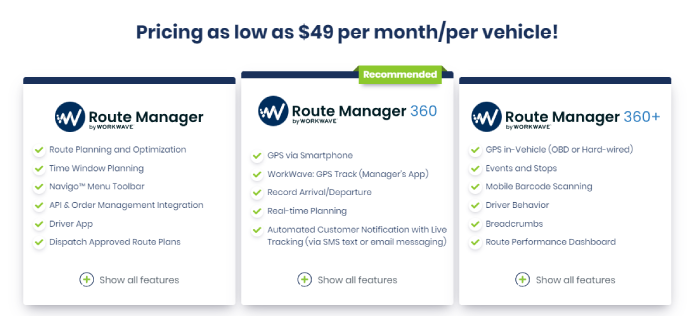 Pricing as low as $49 per month/per vehicle!
Recommended
Route Manager
by WORKWAVE
Route Planning and Optimization
Time Window Planning
Navigo™ Menu Toolbar
API & Order Management Integration
Driver App
Dispatch Approved Route Plans
Show all features
Route Manager 360
by WORKWAVE
GPS via Smartphone
WorkWave: GPS Track (Manager's App)
Record Arrival/Departure
Real-time Planning
Automated Customer Notification with Live
Tracking (via SMS text or email messaging)
Show all features
Route Manager 360+
by WORKWAVE
GPS in-Vehicle (OBD or Hard-wired)
Events and Stops
Mobile Barcode Scanning
Driver Behavior
Breadcrumbs
Route Performance Dashboard
Show all features